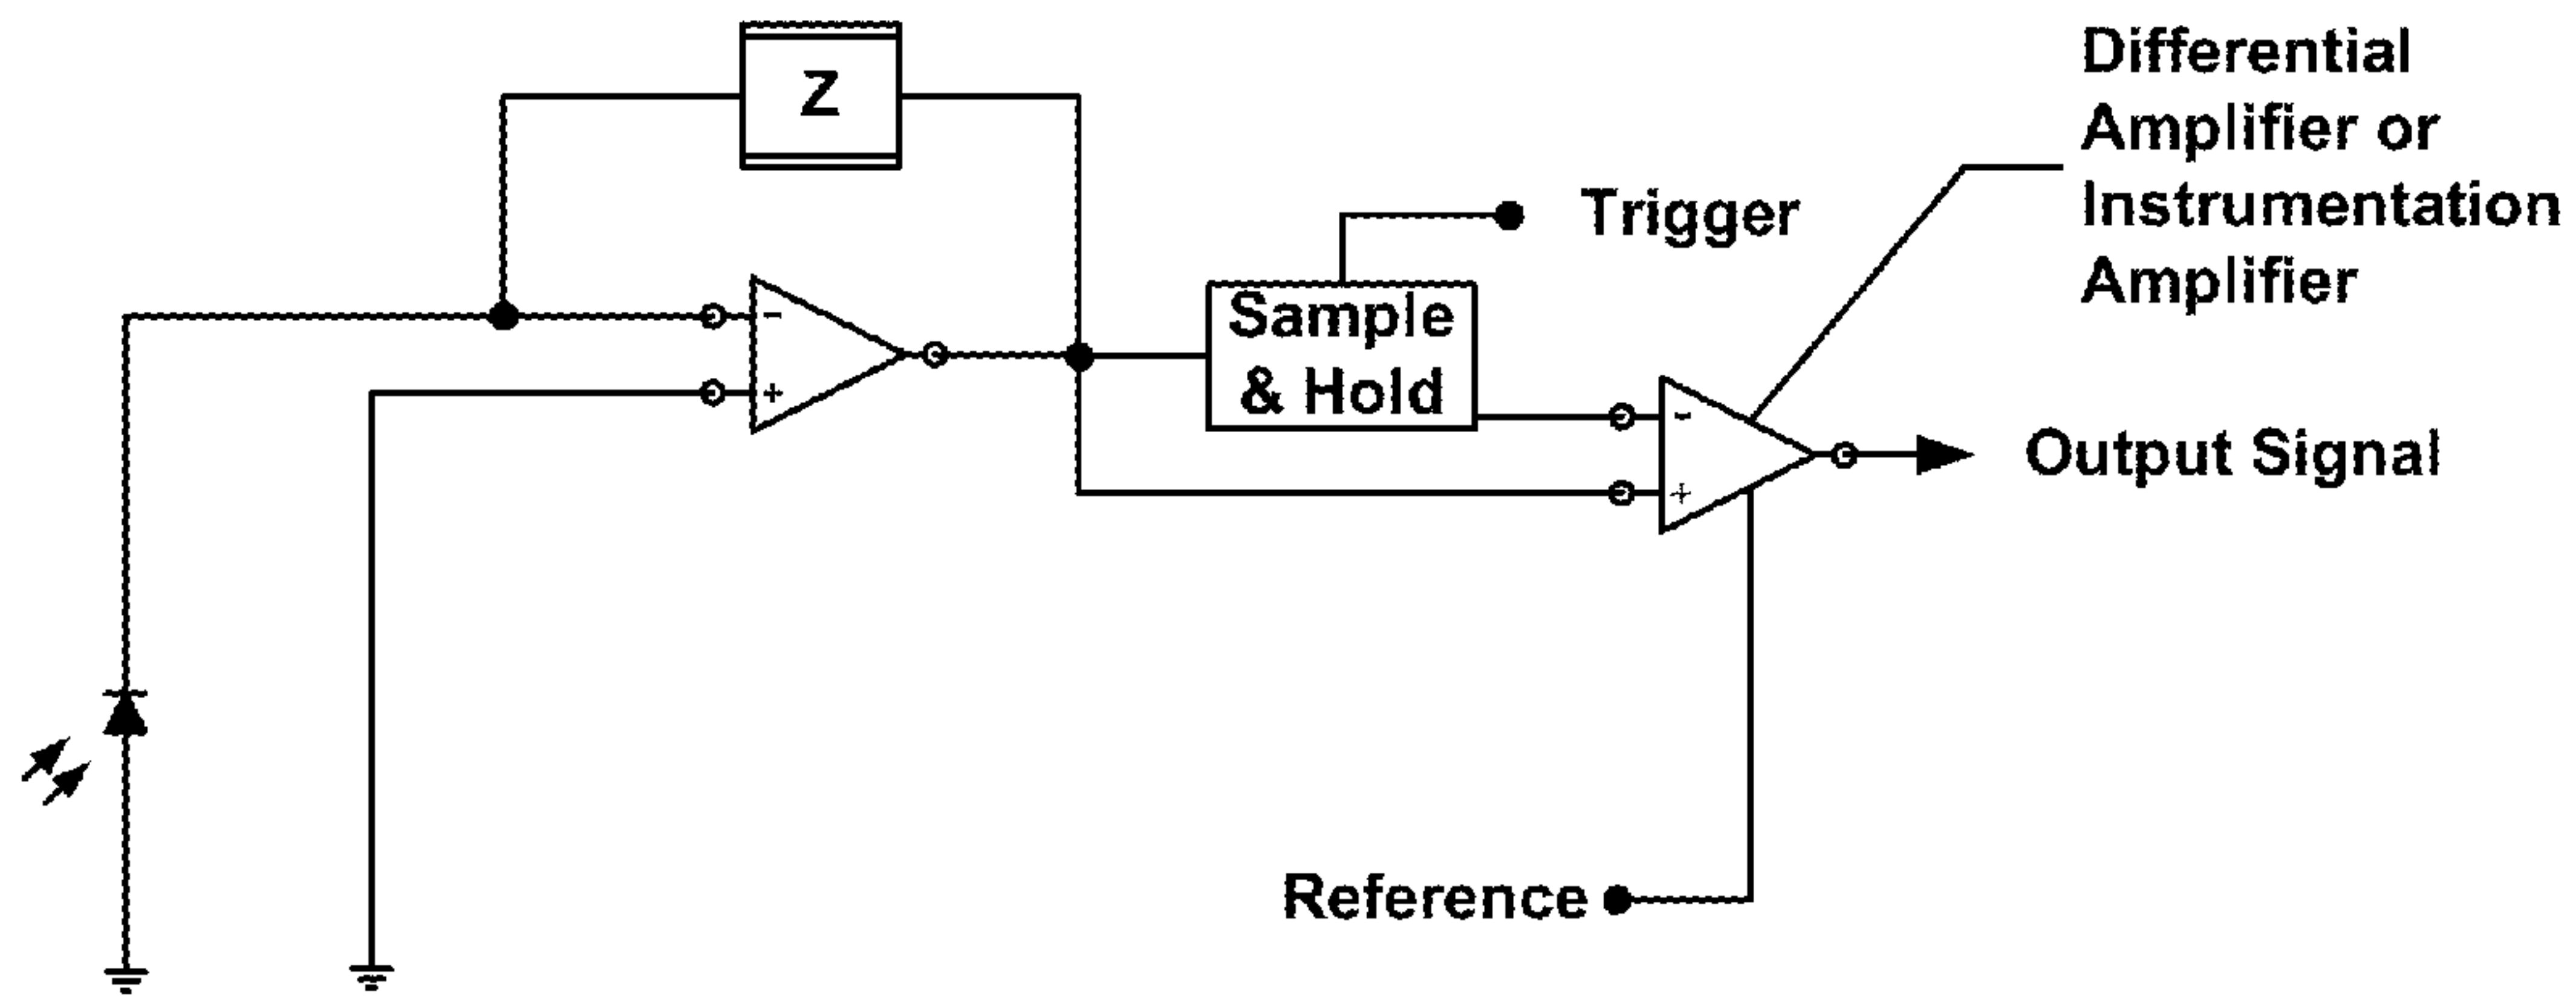 Z
Differential
Amplifier or
Instrumentation
Amplifier
Trigger
Sample
& Hold
-
+
-
+
Output Signal
Reference